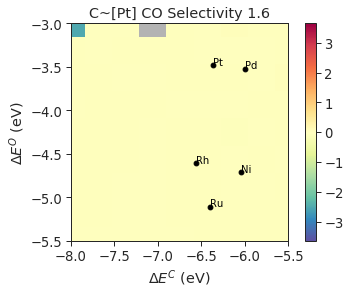 C~[Pt] CO Selectivity 1.6
−3.0
−3.5
−4.0
−4.5
−5.0
−5.5
ΔE^O (eV)
Pt
Pd
Rh
Ni
Ru
−8.0 −7.5 −7.0 −6.5 −6.0 −5.5
ΔE^C (eV)
3
2
1
0
−1
−2
−3